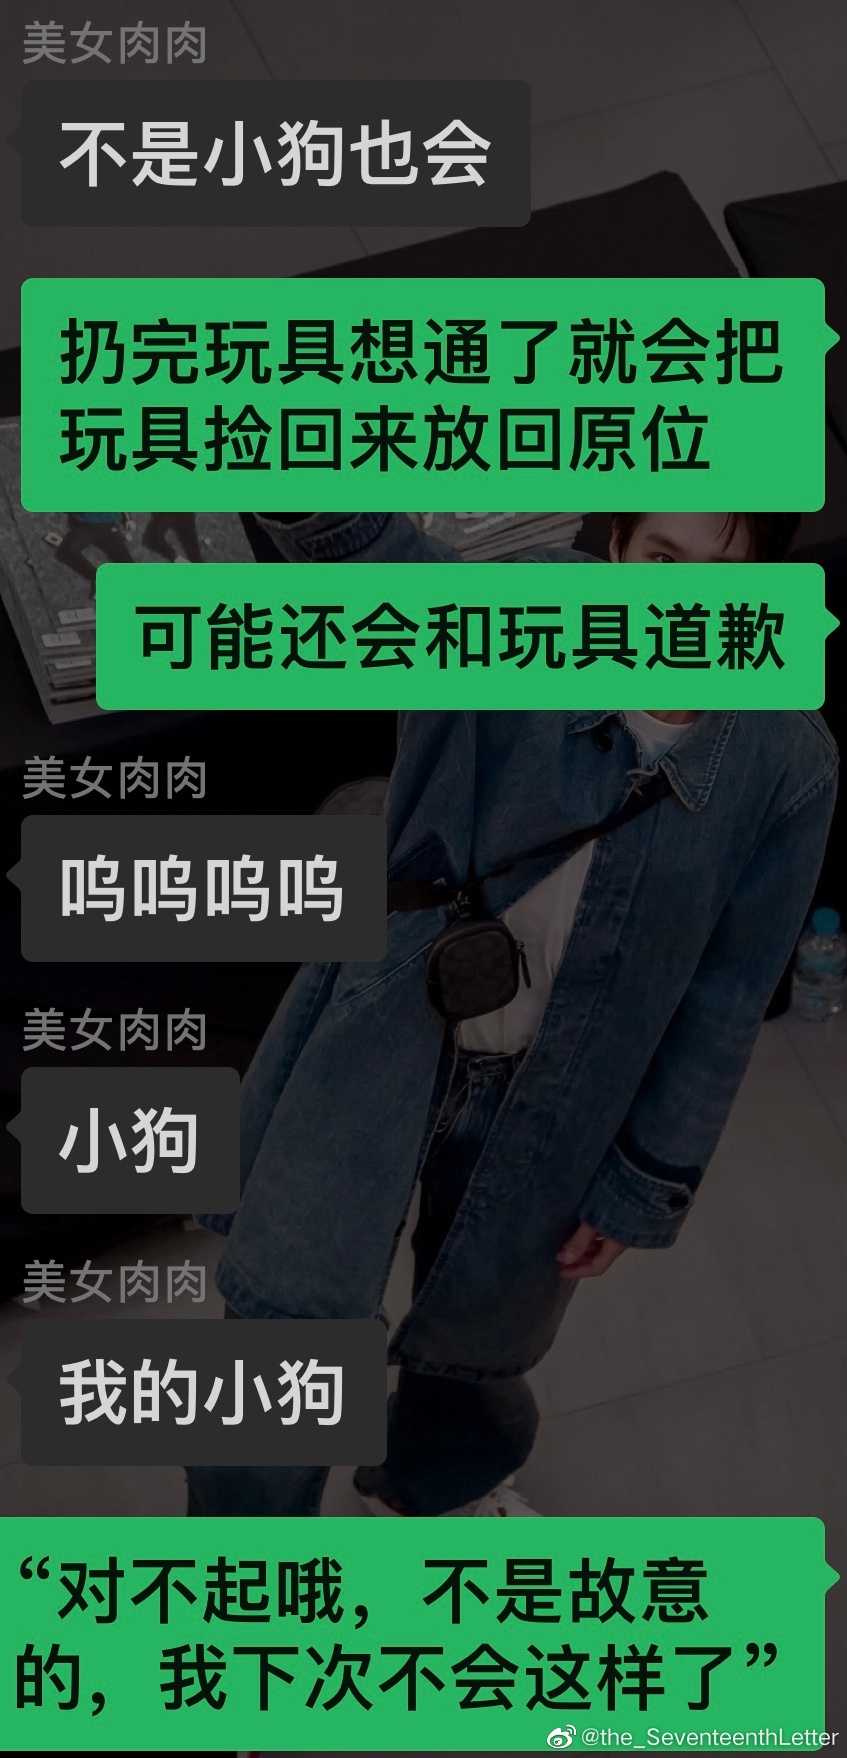 美女肉肉
不是小狗也会
扔完玩具想通了就会把
玩具捡回来放回原位
可能还会和玩具道歉
美女肉肉
呜呜呜呜
美女肉肉
小狗
美女肉肉
我的小狗
“对不起哦，不是故意
的，我下次不会这样了”
@the_SeventeenthLetter